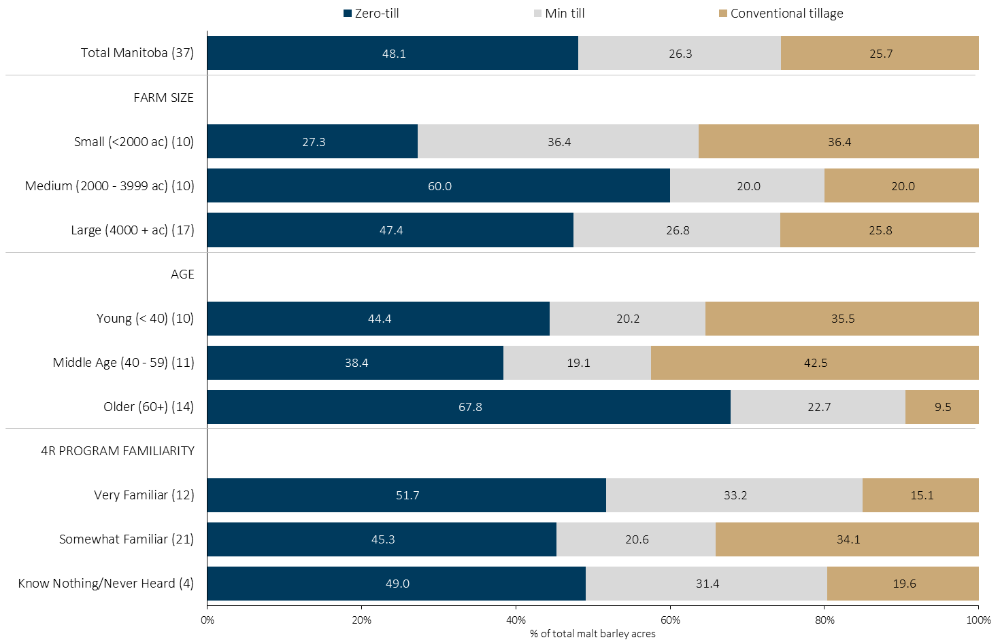 Zero-till Min till Conventional tillage
Total Manitoba (37) 48.1 26.3 25.7
FARM SIZE
Small (<2000 ac) (10) 27.3 36.4 36.4
Medium (2000 - 3999 ac) (10) 60.0 20.0 20.0
Large (4000 + ac) (17) 47.4 26.8 25.8
AGE
Young (< 40) (10) 44.4 20.2 35.5
Middle Age (40 - 59) (11) 38.4 19.1 42.5
Older (60+) (14) 67.8 22.7 9.5
4R PROGRAM FAMILIARITY
Very Familiar (12) 51.7 33.2 15.1
Somewhat Familiar (21) 45.3 20.6 34.1
Know Nothing/Never Heard (4) 49.0 31.4 19.6
0% 20% 40% 60% 80% 100%
% of total malt barley acres